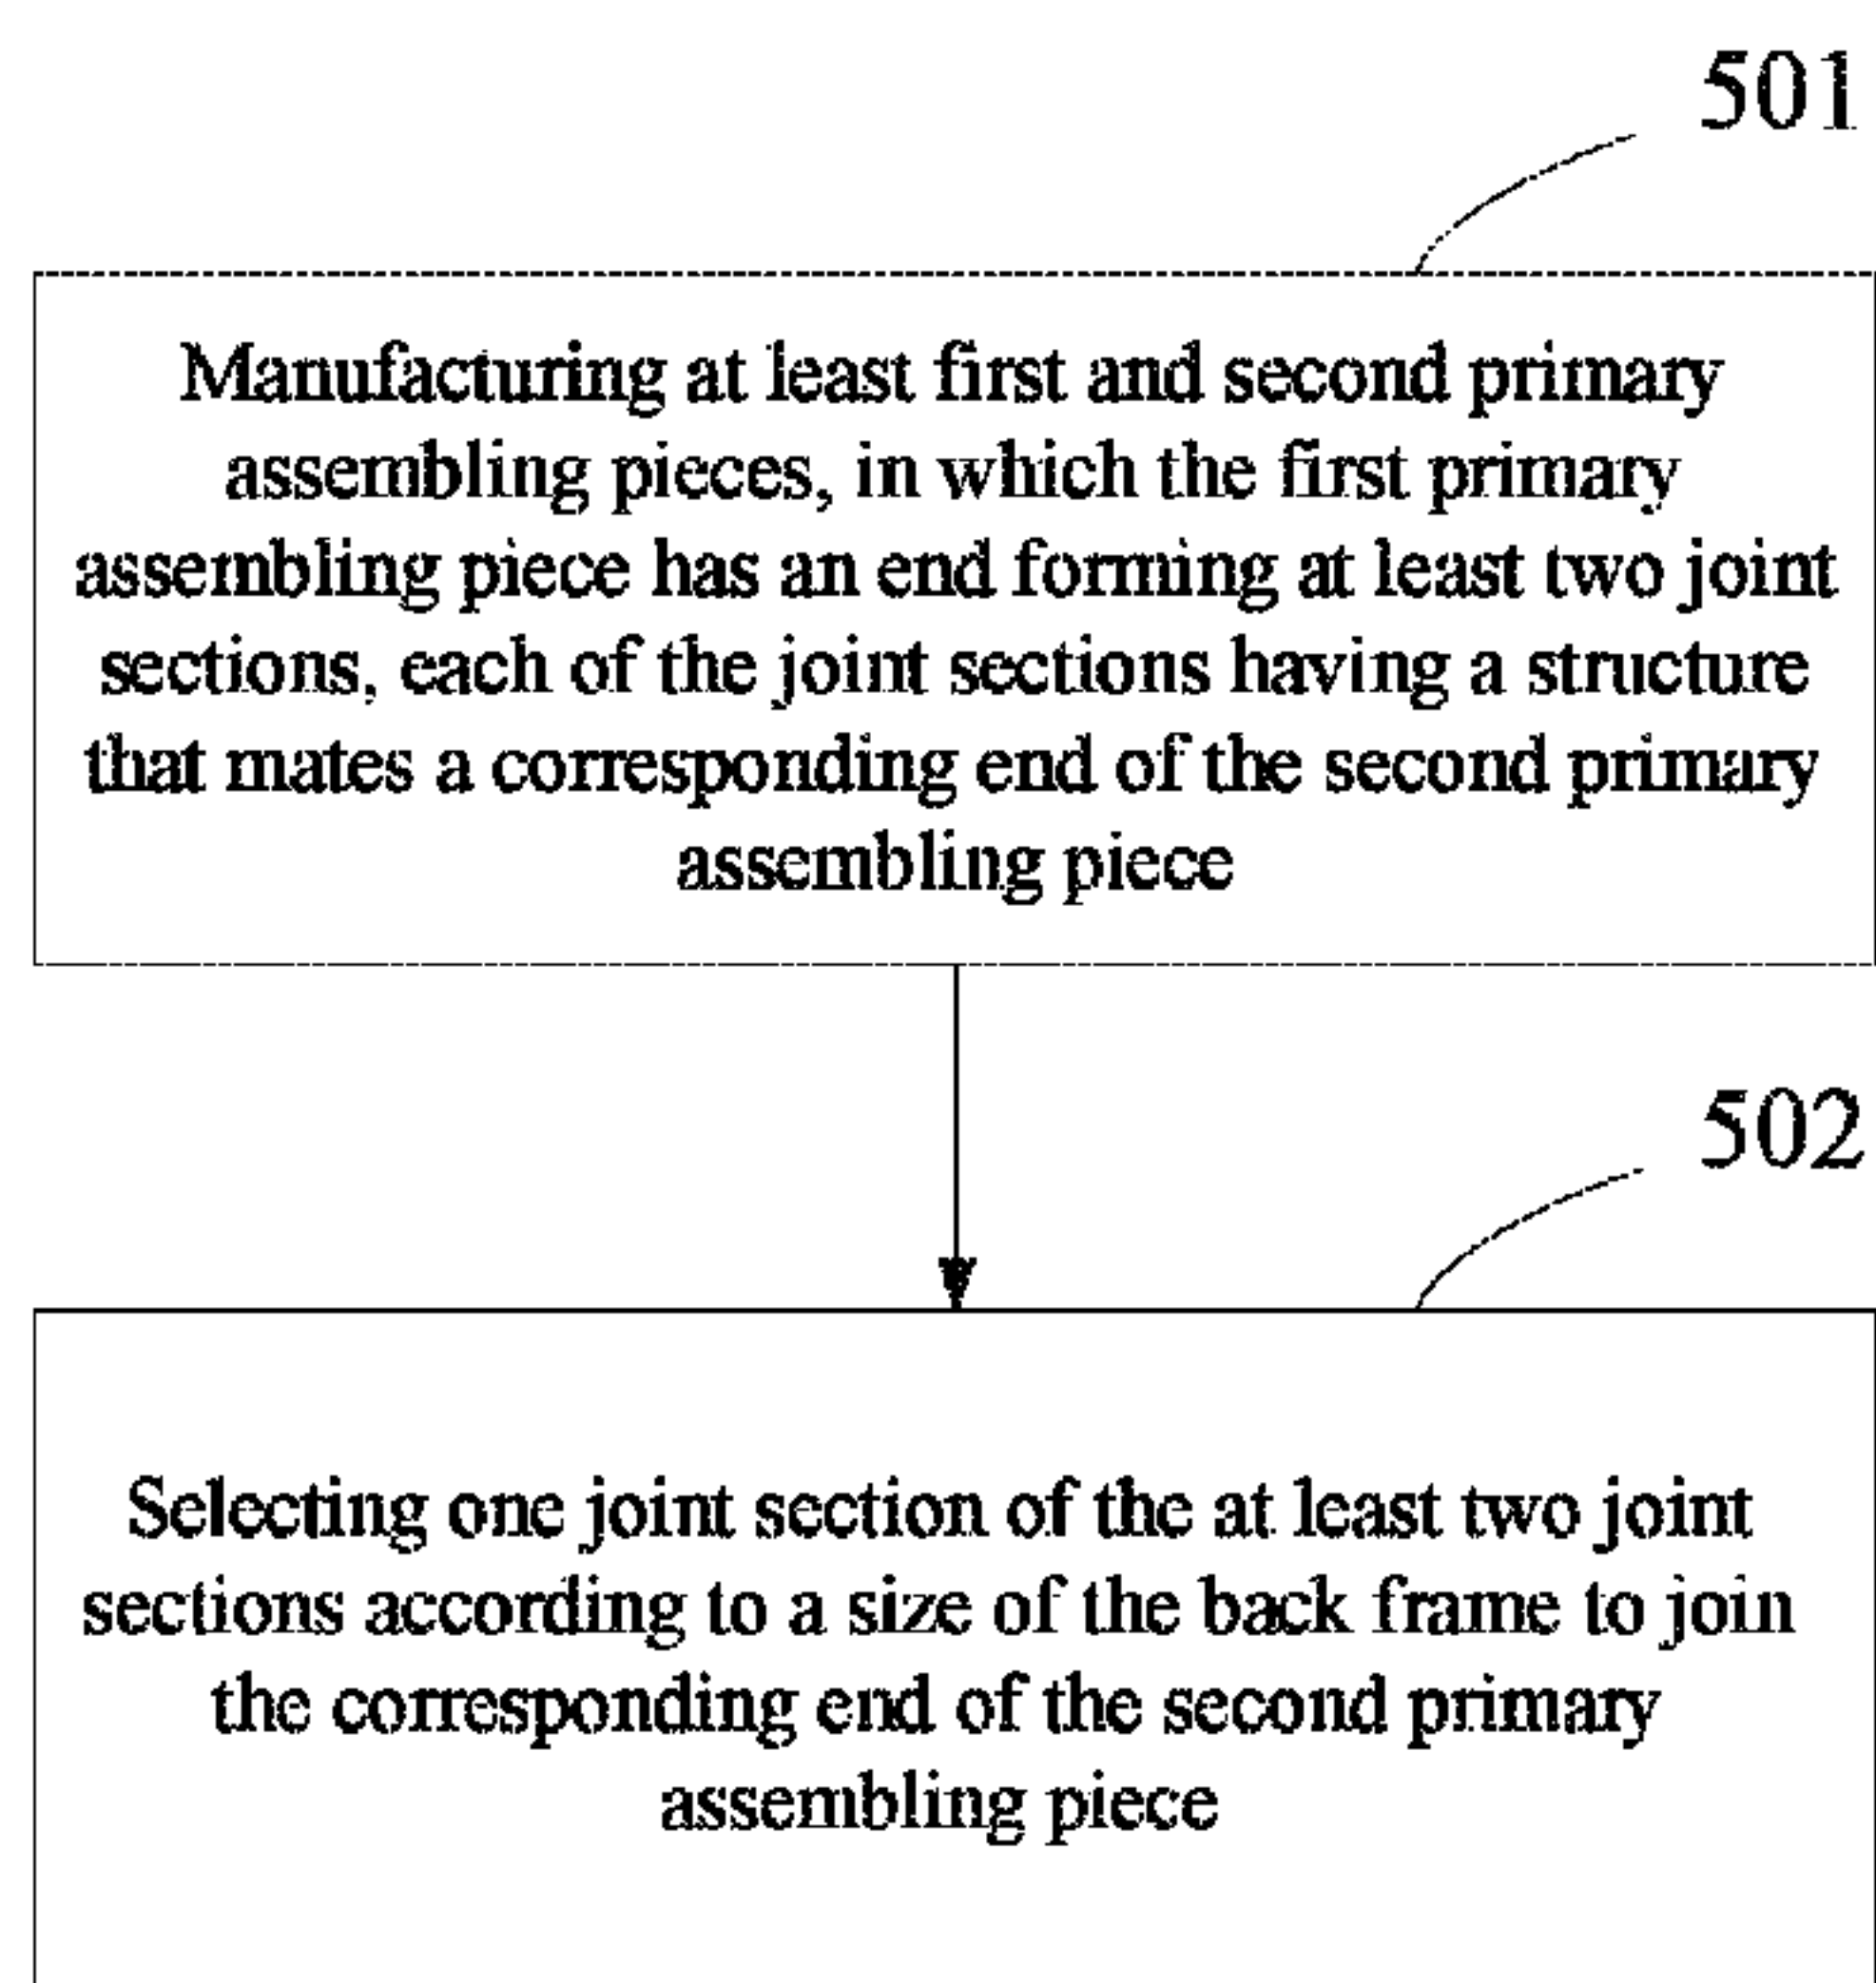 501
Manufacturing at least first and second primary
assembling pieces, in which the first primary
assembling piece has an end forming at least two joint
sections, each of the joint sections having a structure
that mates a corresponding end of the second primary
assembling piece
502
Selecting one joint section of the at least two joint
sections according to a size of the back frame to join
the corresponding end of the second primary
assembling piece